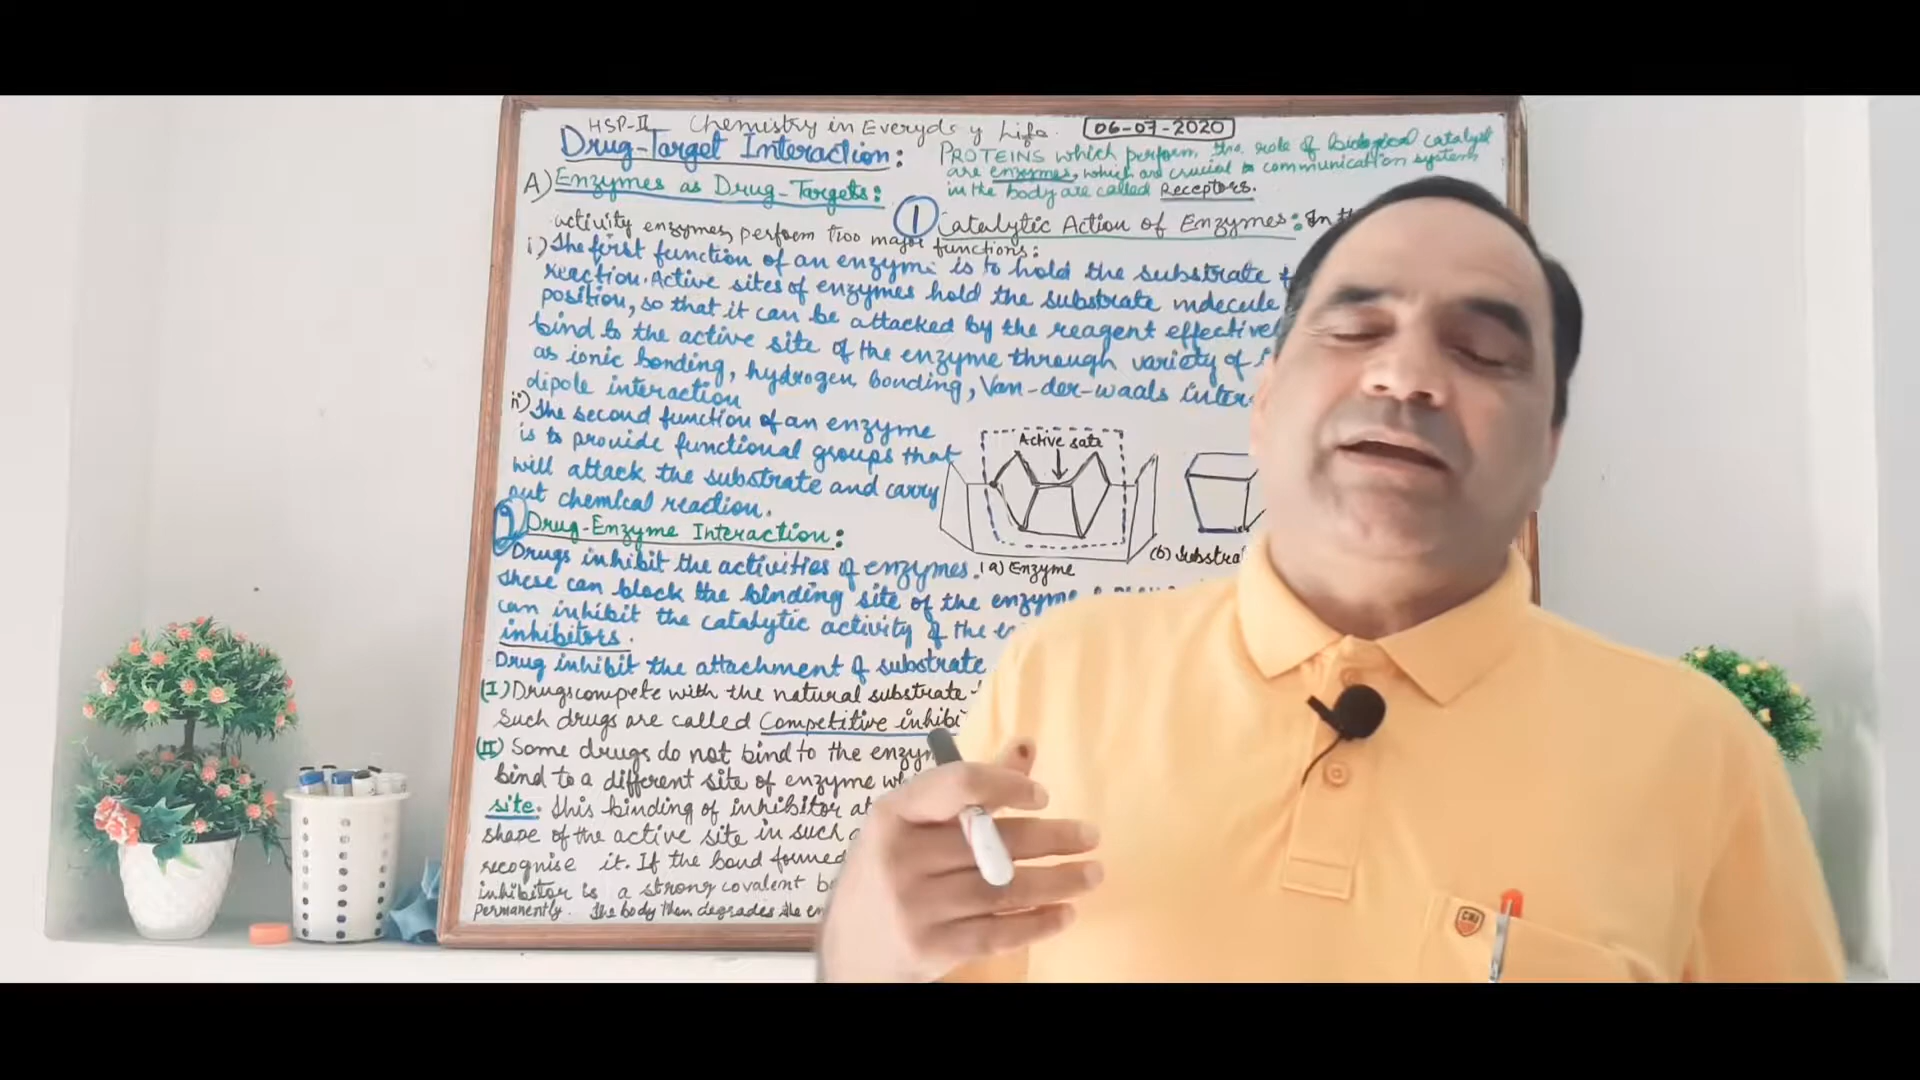 HSP-II Chemistry in Everyday Life. 06-07-2020
Drug-Target Interaction:
PROTEINS which perform the role of biological catalyst
are enzymes, which are crucial to communication system
in the body are called Receptors.
A) Enzymes as Drug-Targets:
1 Catalytic Action of Enzymes: In th
activity enzymes, perform two major functions:
i) The first function of an enzyme is to hold the substrate f
reaction. Active sites of enzymes hold the substrate molecule
position, so that it can be attacked by the reagent effectivel
bind to the active site of the enzyme through variety of i
as ionic bonding, hydrogen bonding, Van-der-waals inter
dipole interaction
ii) The second function of an enzyme
is to provide functional groups that
will attack the substrate and carry
out chemical reaction.
Active sate
(a) Enzyme
(b) Substra
2 Drug-Enzyme Interaction:
Drugs inhibit the activities of enzymes.
These can block the binding site of the enzyme
can inhibit the catalytic activity of the e
inhibitors.
Drug inhibit the attachment of substrate
(I) Drugs compete with the natural substrate
Such drugs are called Competitive inhibi
(II) Some drugs do not bind to the enzym
bind to a different site of enzyme wh
site. This binding of inhibitor at
shape of the active site in such a
recognise it. If the bond formed
inhibitor is a strong covalent b
permanently. The body then degrades the en